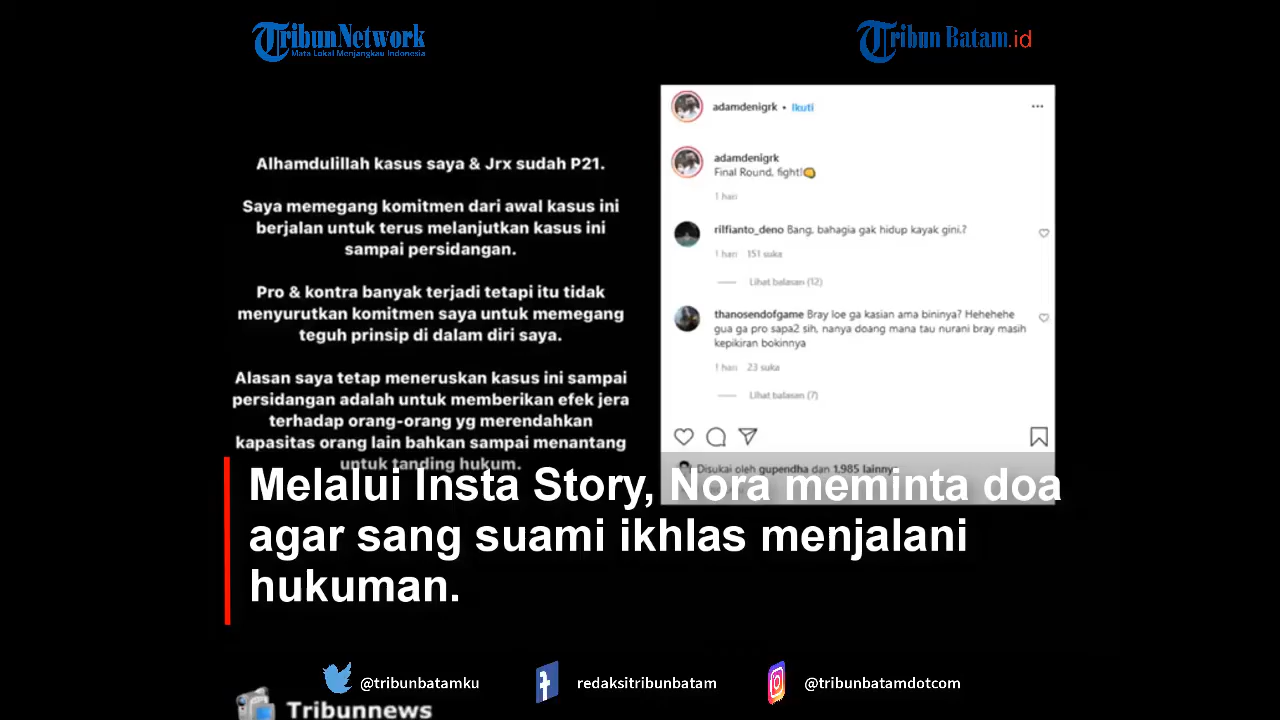 TribunNetwork
Mata Lokal Menjangkau Indonesia
Tribun Batam.id
Alhamdulillah kasus saya & Jrx sudah P21.
Saya memegang komitmen dari awal kasus ini
berjalan untuk terus melanjutkan kasus ini
sampai persidangan.
Pro & kontra banyak terjadi tetapi itu tidak
menyurutkan komitmen saya untuk memegang
teguh prinsip di dalam diri saya.
Alasan saya tetap meneruskan kasus ini sampai
persidangan adalah untuk memberikan efek jera
terhadap orang-orang yg merendahkan
kapasitas orang lain bahkan sampai menantang
untuk tanding hukum.
adamdenigrk • Ikuti
adamdenigrk
Final Round, fight!👊
1 hari
rilfianto_deno Bang, bahagia gak hidup kayak gini.?
1 hari 151 suka
Lihat balasan (12)
thanosendofgame Bray loe ga kasian ama bininya? Hehehehe
gua ga pro sapa2 sih, nanya doang mana tau nurani bray masih
kepikiran bokinnya
1 hari 23 suka
Lihat balasan (7)
Disukai oleh gupendha dan 1.985 lainny
Melalui Insta Story, Nora meminta doa
agar sang suami ikhlas menjalani
hukuman.
@tribunbatamku
redaksitribunbatam
@tribunbatamdotcom
Tribunnews